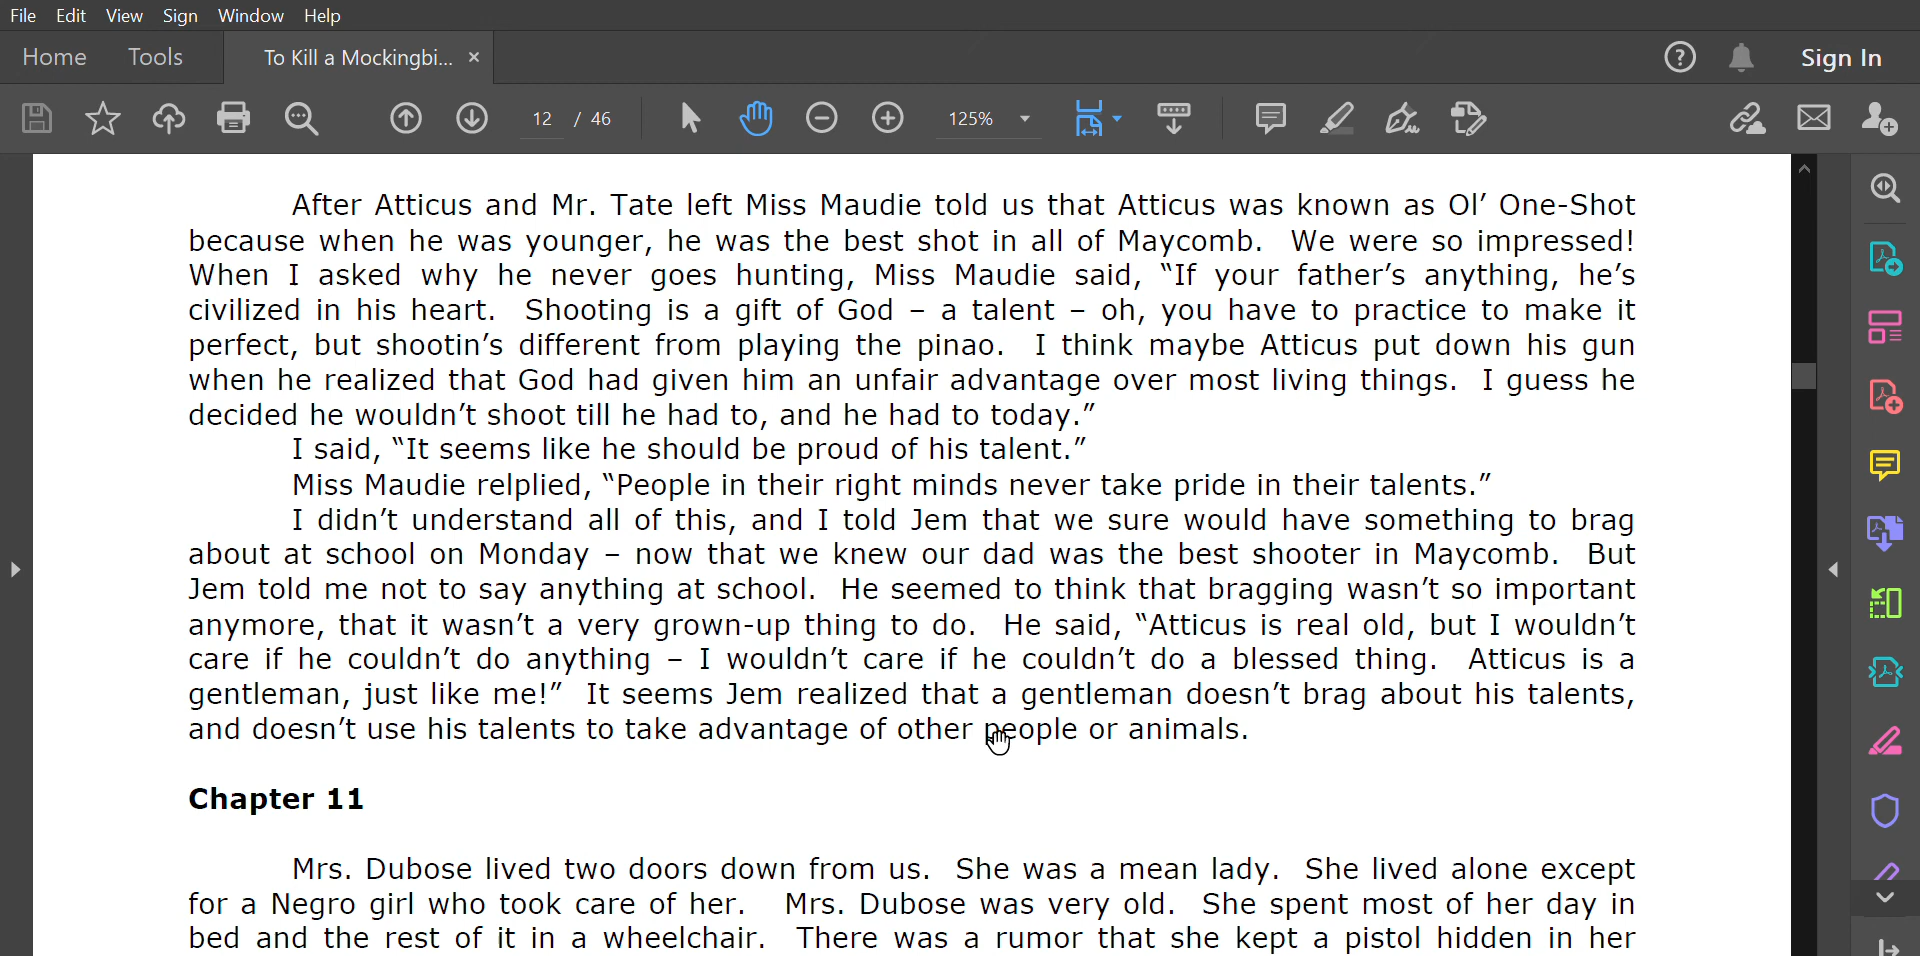 File Edit View Sign Window Help
Home Tools To Kill a Mockingbi... × ? Sign In
12 / 46 125%
After Atticus and Mr. Tate left Miss Maudie told us that Atticus was known as Ol’ One-Shot
because when he was younger, he was the best shot in all of Maycomb. We were so impressed!
When I asked why he never goes hunting, Miss Maudie said, “If your father’s anything, he’s
civilized in his heart. Shooting is a gift of God – a talent – oh, you have to practice to make it
perfect, but shootin’s different from playing the pinao. I think maybe Atticus put down his gun
when he realized that God had given him an unfair advantage over most living things. I guess he
decided he wouldn’t shoot till he had to, and he had to today.”
I said, “It seems like he should be proud of his talent.”
Miss Maudie relplied, “People in their right minds never take pride in their talents.”
I didn’t understand all of this, and I told Jem that we sure would have something to brag
about at school on Monday – now that we knew our dad was the best shooter in Maycomb. But
Jem told me not to say anything at school. He seemed to think that bragging wasn’t so important
anymore, that it wasn’t a very grown-up thing to do. He said, “Atticus is real old, but I wouldn’t
care if he couldn’t do anything – I wouldn’t care if he couldn’t do a blessed thing. Atticus is a
gentleman, just like me!” It seems Jem realized that a gentleman doesn’t brag about his talents,
and doesn’t use his talents to take advantage of other people or animals.
Chapter 11
Mrs. Dubose lived two doors down from us. She was a mean lady. She lived alone except
for a Negro girl who took care of her. Mrs. Dubose was very old. She spent most of her day in
bed and the rest of it in a wheelchair. There was a rumor that she kept a pistol hidden in her